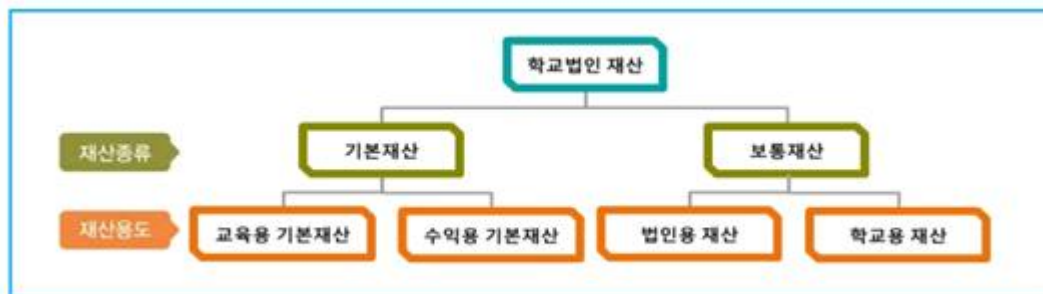 학교법인 재산
재산종류
기본재산
보통재산
재산용도
교육용 기본재산
수익용 기본재산
법인용 재산
학교용 재산